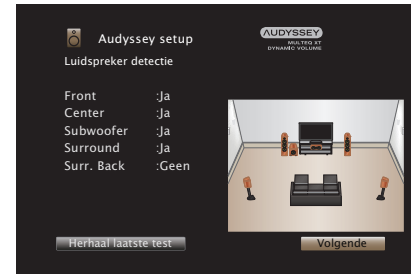 Audyssey setup
AUDYSSEY
MULTEQ XT
DYNAMIC VOLUME
Luidspreker detectie
Front :Ja
Center :Ja
Subwoofer :Ja
Surround :Ja
Surr. Back :Geen
Herhaal laatste test
Volgende